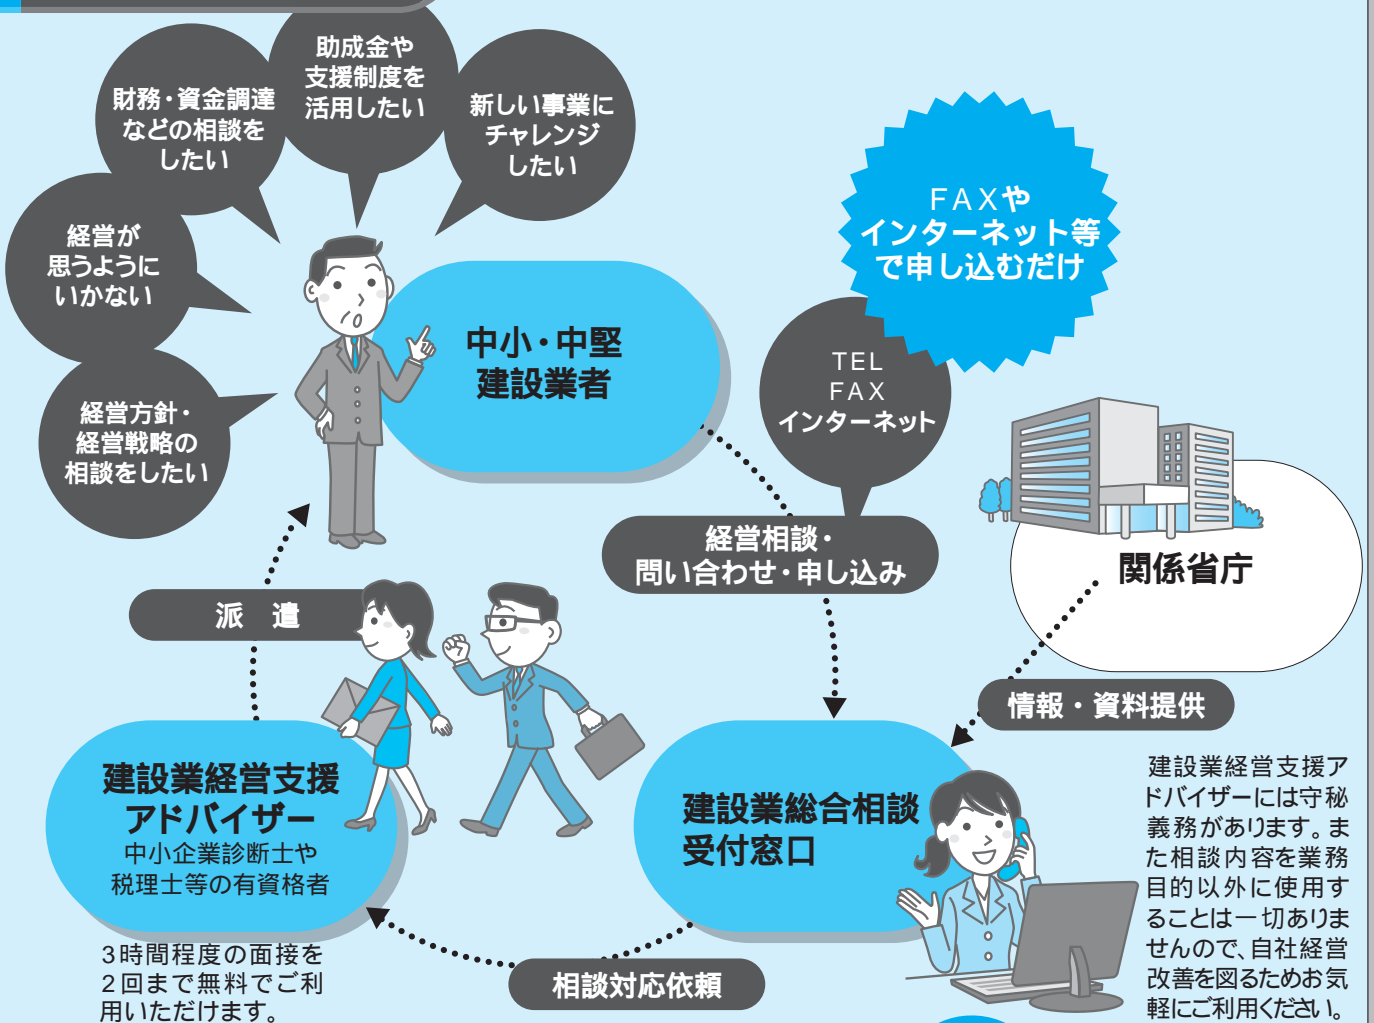 助成金や
支援制度を
活用したい
財務・資金調達
などの相談を
したい
新しい事業に
チャレンジ
したい
経営が
思うように
いかない
経営方針・
経営戦略の
相談をしたい
中小・中堅
建設業者
FAXや
インターネット等
で申し込むだけ
TEL
FAX
インターネット
経営相談・
問い合わせ・申し込み
関係省庁
派 遣
情報・資料提供
建設業経営支援
アドバイザー
中小企業診断士や
税理士等の有資格者
3時間程度の面接を
2回まで無料でご利
用いただけます。
建設業総合相談
受付窓口
相談対応依頼
建設業経営支援ア
ドバイザーには守秘
義務があります。ま
た相談内容を業務
目的以外に使用す
ることは一切ありま
せんので、自社経営
改善を図るためお気
軽にご利用ください。